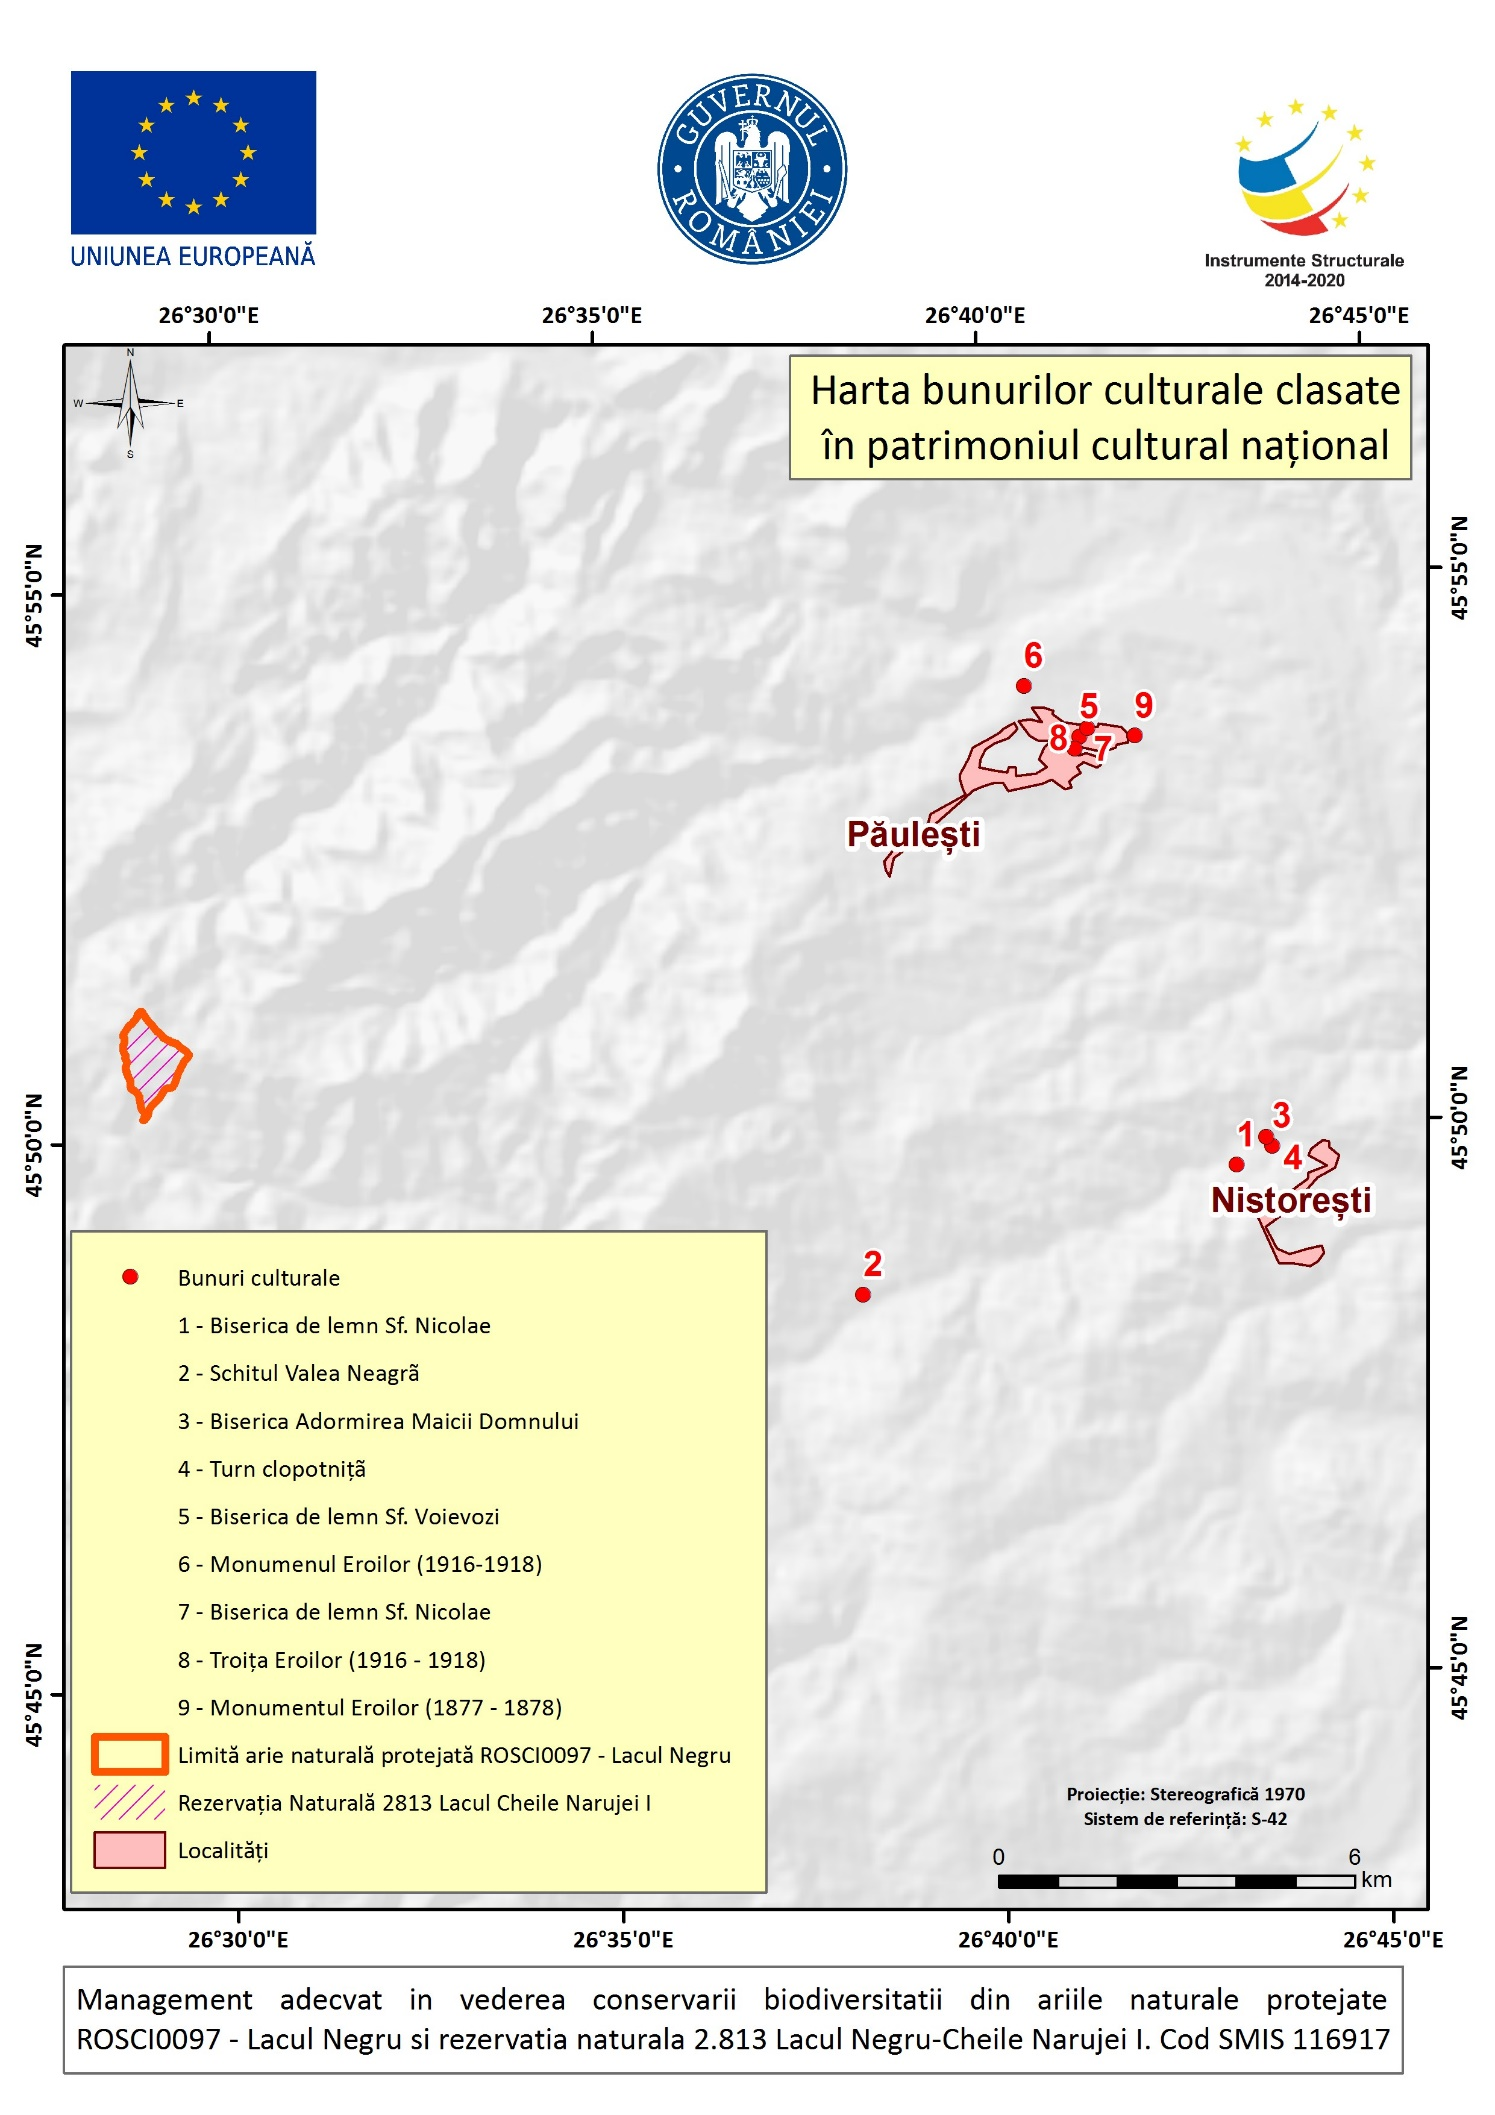 UNIUNEA EUROPEANĂ
GUVERNUL ROMÂNIEI
Instrumente Structurale
2014-2020
26°30'0"E
26°35'0"E
26°40'0"E
26°45'0"E
N
W
E
S
Harta bunurilor culturale clasate
în patrimoniul cultural național
45°55'0"N
45°55'0"N
6
5
9
8
7
Păulești
45°50'0"N
45°50'0"N
3
1
4
Nistorești
2
Bunuri culturale
1 - Biserica de lemn Sf. Nicolae
2 - Schitul Valea Neagrã
3 - Biserica Adormirea Maicii Domnului
4 - Turn clopotnițã
5 - Biserica de lemn Sf. Voievozi
6 - Monumenul Eroilor (1916-1918)
7 - Biserica de lemn Sf. Nicolae
8 - Troița Eroilor (1916 - 1918)
9 - Monumentul Eroilor (1877 - 1878)
Limită arie naturală protejată ROSCI0097 - Lacul Negru
Rezervația Naturală 2813 Lacul Cheile Narujei I
Localități
45°45'0"N
45°45'0"N
Proiecție: Stereografică 1970
Sistem de referință: S-42
0
6
km
26°30'0"E
26°35'0"E
26°40'0"E
26°45'0"E
Management adecvat in vederea conservarii biodiversitatii din ariile naturale protejate
ROSCI0097 - Lacul Negru si rezervatia naturala 2.813 Lacul Negru-Cheile Narujei I. Cod SMIS 116917